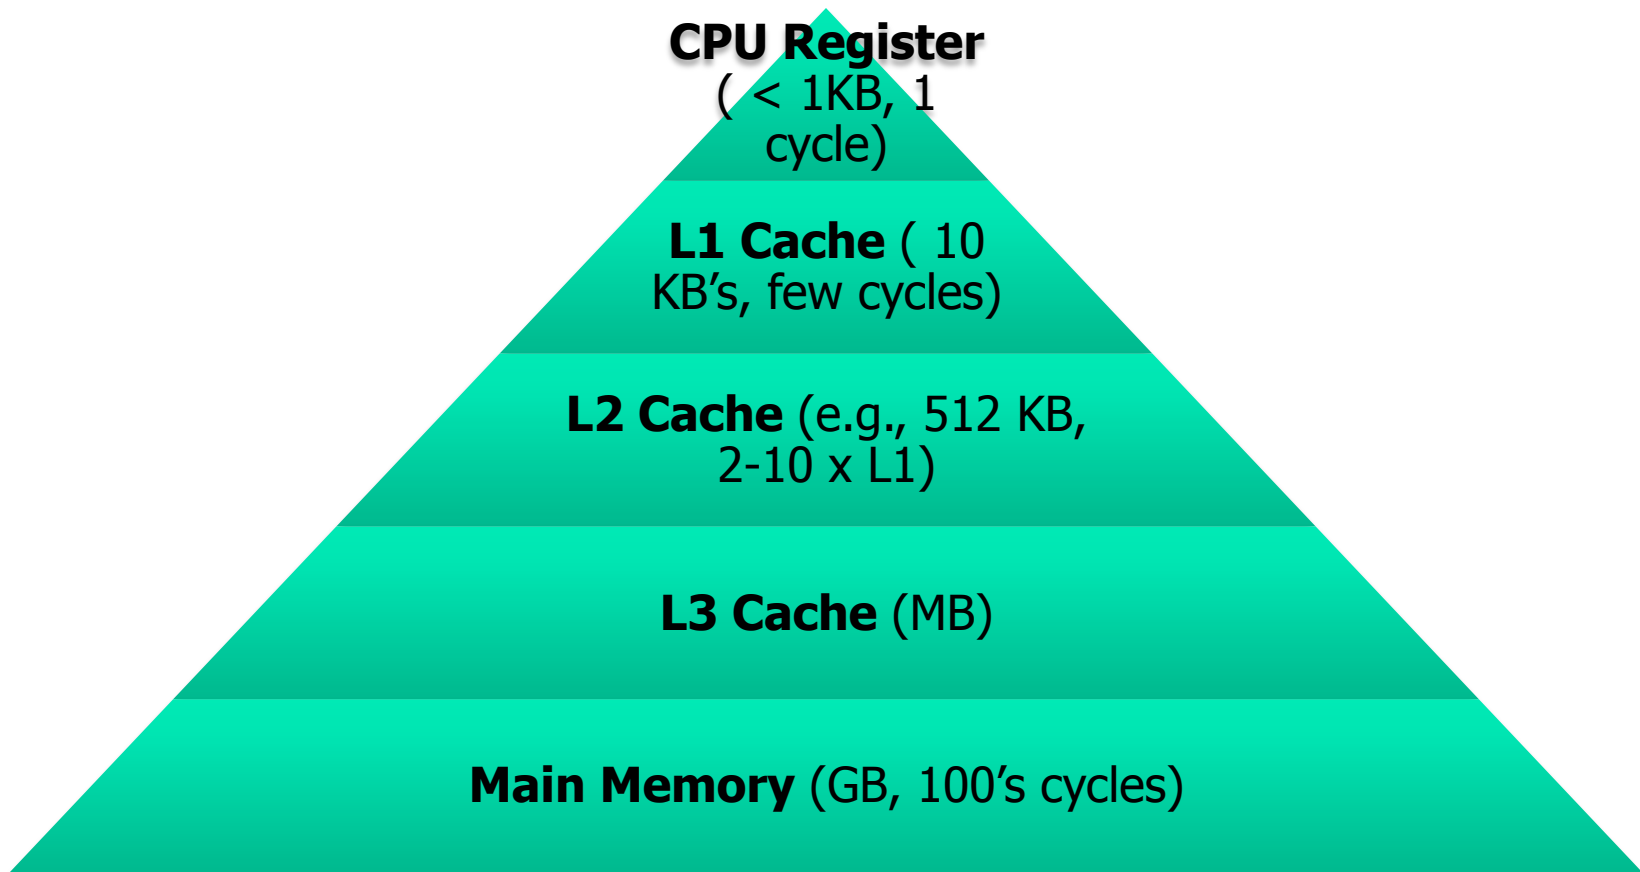 CPU Register
( < 1KB, 1
cycle)
L1 Cache ( 10
KB’s, few cycles)
L2 Cache (e.g., 512 KB,
2-10 x L1)
L3 Cache (MB)
Main Memory (GB, 100’s cycles)